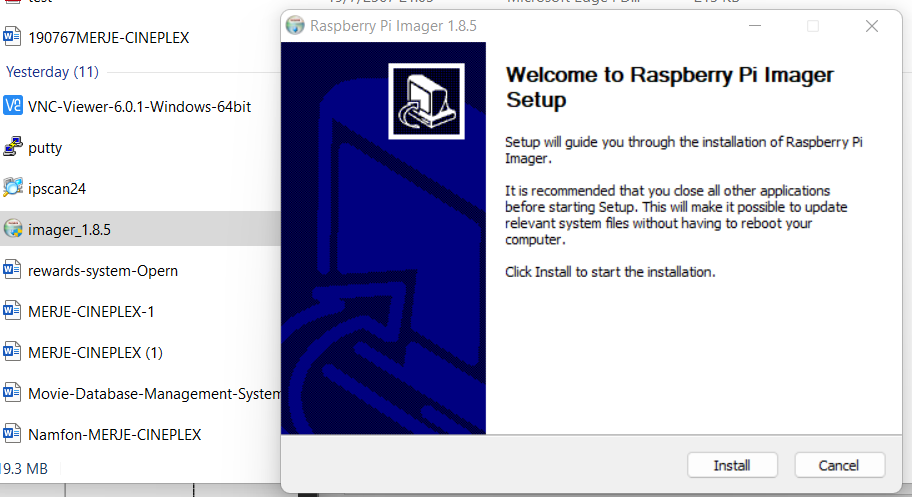 190767MERJE-CINEPLEX
Yesterday (11)
VNC-Viewer-6.0.1-Windows-64bit
putty
ipscan24
imager_1.8.5
rewards-system-Opern
MERJE-CINEPLEX-1
MERJE-CINEPLEX (1)
Movie-Database-Management-System
Namfon-MERJE-CINEPLEX
19.3 MB
Raspberry Pi Imager 1.8.5
Welcome to Raspberry Pi Imager
Setup
Setup will guide you through the installation of Raspberry Pi
Imager.
It is recommended that you close all other applications
before starting Setup. This will make it possible to update
relevant system files without having to reboot your
computer.
Click Install to start the installation.
Install
Cancel